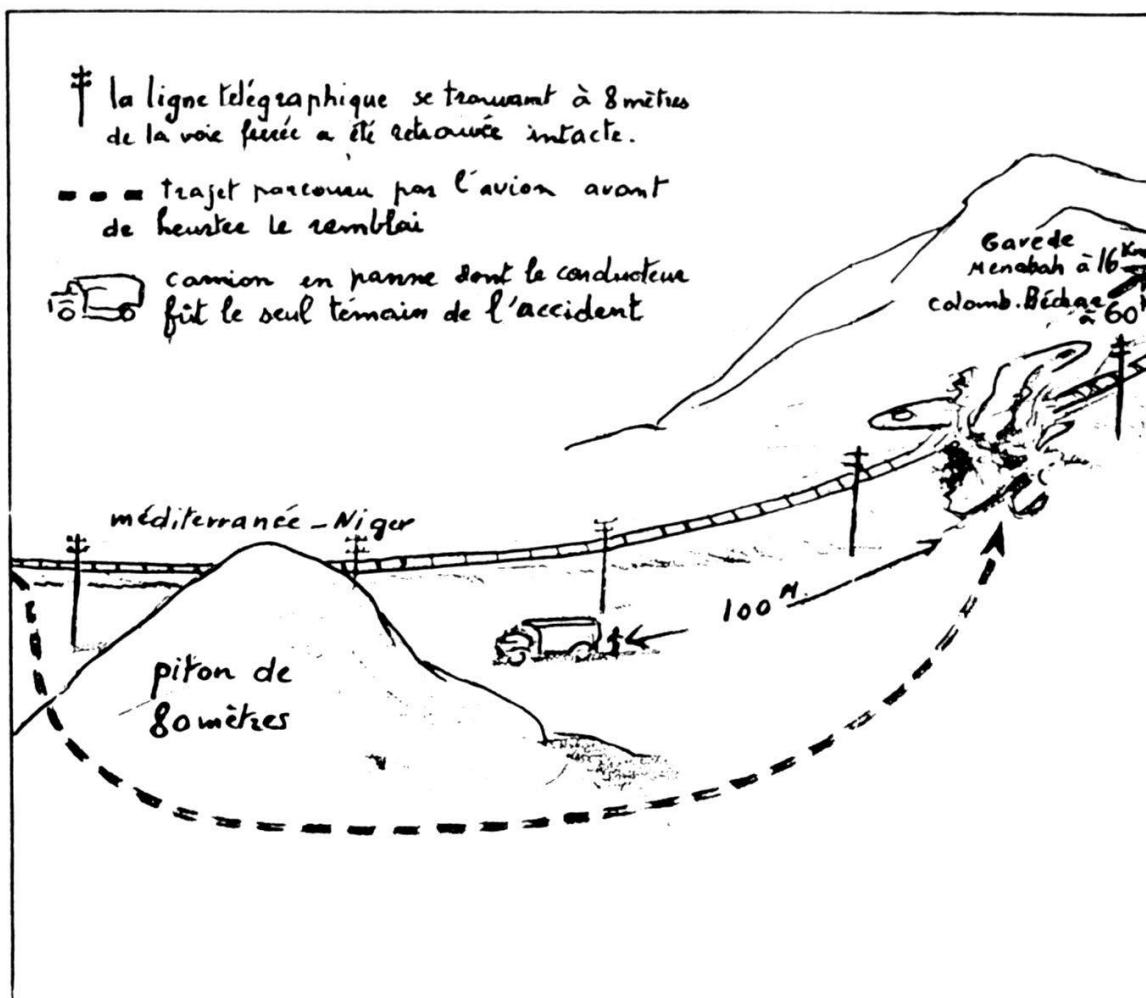 la ligne télégraphique se trouvant à 8 mètres
de la voie ferrée a été retrouvée intacte.
trajet parcouru par l'avion avant
de heurter le remblai
camion en panne dont le conducteur
fût le seul témoin de l'accident
Gare de
Menabah à 16 Km
Colomb. Béchar
à 60
méditerranée - Niger
100 M
piton de
80 mètres